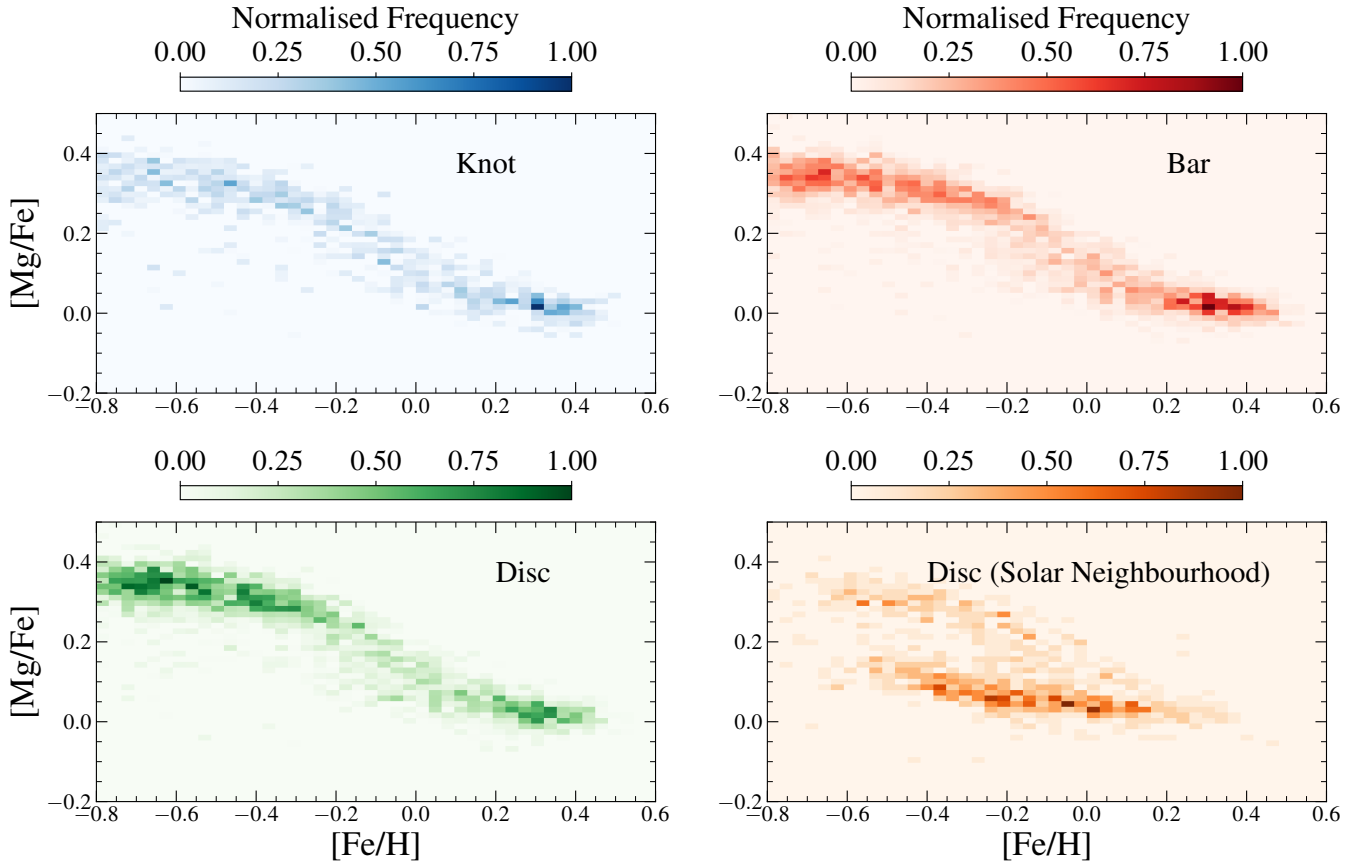 Normalised Frequency Normalised Frequency
0.00 0.25 0.50 0.75 1.00 0.00 0.25 0.50 0.75 1.00
Knot Bar
[Mg/Fe]
0.4 0.4
0.2 0.2
0.0 0.0
−0.2 −0.2
−0.8 −0.6 −0.4 −0.2 0.0 0.2 0.4 0.6 −0.8 −0.6 −0.4 −0.2 0.0 0.2 0.4 0.6
0.00 0.25 0.50 0.75 1.00 0.00 0.25 0.50 0.75 1.00
Disc Disc (Solar Neighbourhood)
[Mg/Fe]
0.4 0.4
0.2 0.2
0.0 0.0
−0.2 −0.2
−0.8 −0.6 −0.4 −0.2 0.0 0.2 0.4 0.6 −0.8 −0.6 −0.4 −0.2 0.0 0.2 0.4 0.6
[Fe/H] [Fe/H]